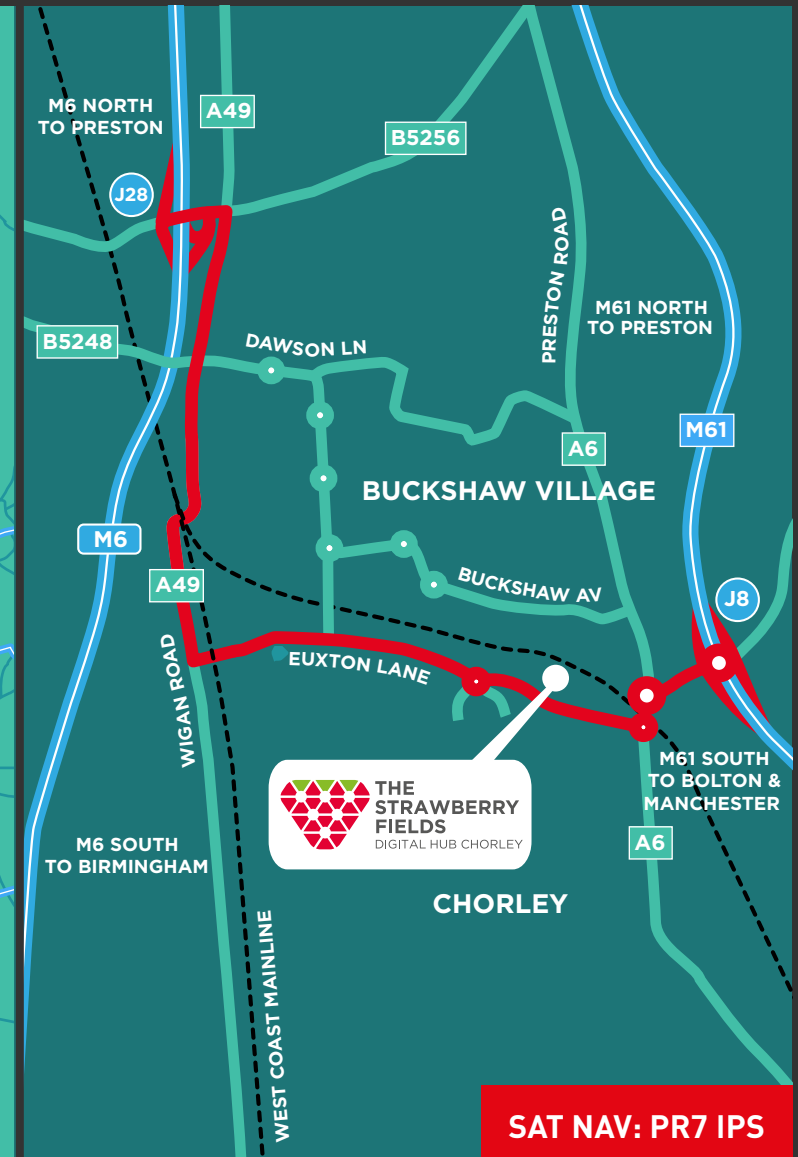 M6 NORTH
TO PRESTON
A49
B5256
J28
PRESTON ROAD
M61 NORTH
TO PRESTON
B5248
DAWSON LN
M61
A6
BUCKSHAW VILLAGE
M6
A49
BUCKSHAW AV
J8
WIGAN ROAD
EUXTON LANE
M61 SOUTH
TO BOLTON &
MANCHESTER
THE
STRAWBERRY
FIELDS
DIGITAL HUB CHORLEY
M6 SOUTH
TO BIRMINGHAM
A6
CHORLEY
WEST COAST MAINLINE
SAT NAV: PR7 IPS